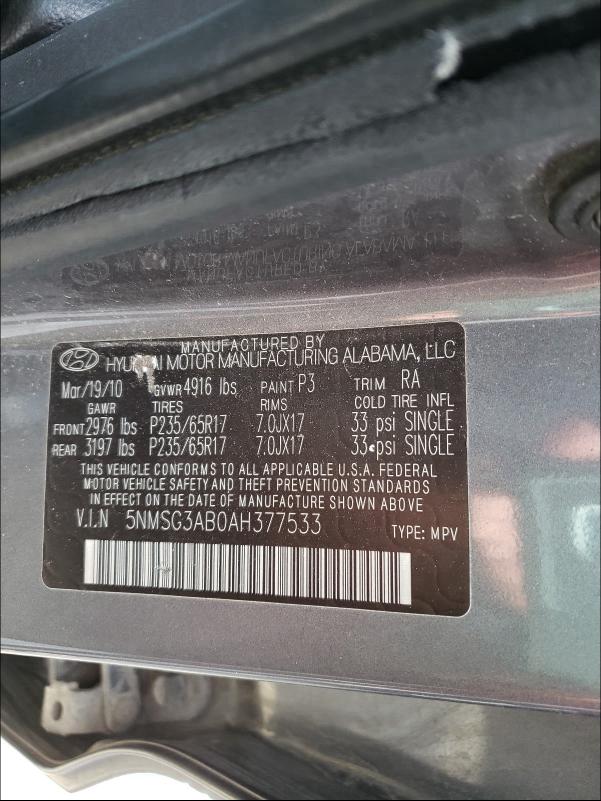 MANUFACTURED BY
HYUNDAI MOTOR MANUFACTURING ALABAMA, LLC
Mar/19/10 GVWR 4916 lbs PAINT P3 TRIM RA
GAWR TIRES RIMS COLD TIRE INFL
FRONT 2976 lbs P235/65R17 7.0JX17 33 psi SINGLE
REAR 3197 lbs P235/65R17 7.0JX17 33 psi SINGLE
THIS VEHICLE CONFORMS TO ALL APPLICABLE U.S.A. FEDERAL
MOTOR VEHICLE SAFETY AND THEFT PREVENTION STANDARDS
IN EFFECT ON THE DATE OF MANUFACTURE SHOWN ABOVE
V.I.N 5NMSG3AB0AH377533 TYPE: MPV